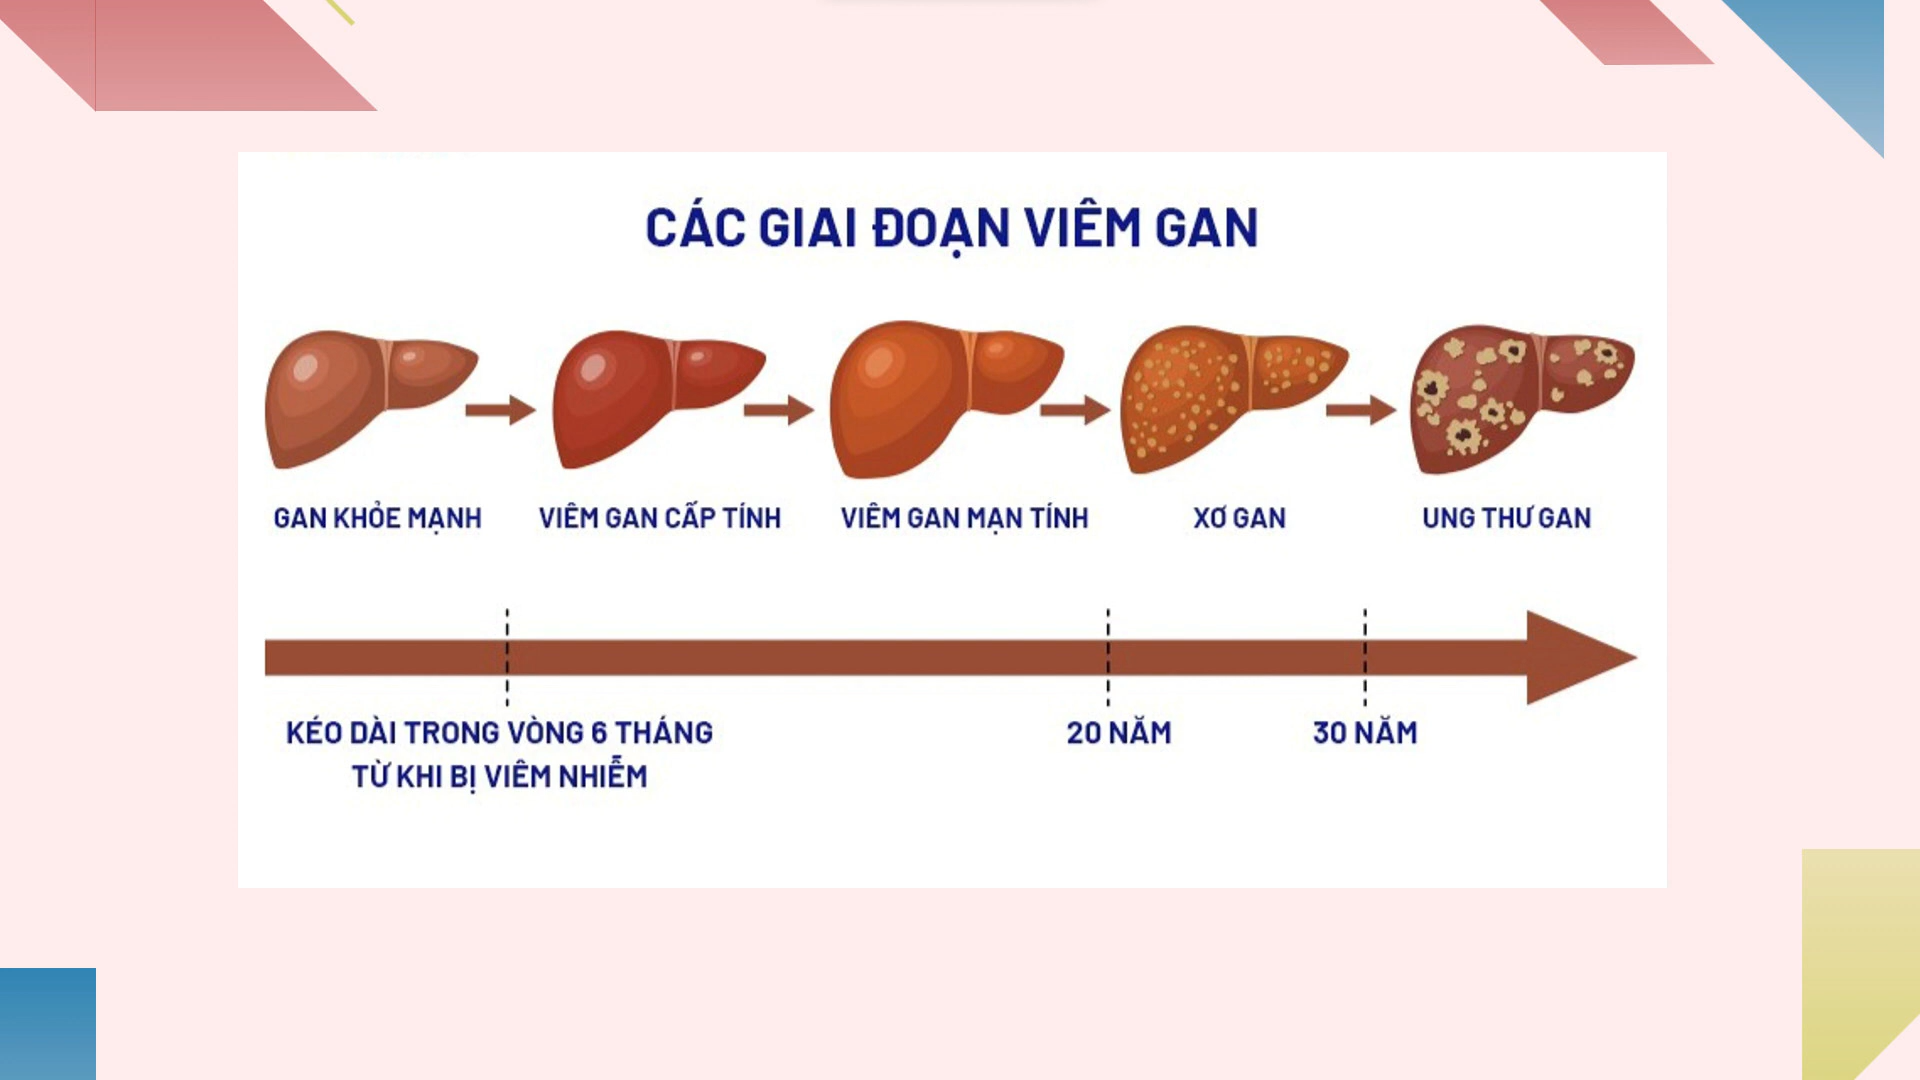 CÁC GIAI ĐOẠN VIÊM GAN
GAN KHỎE MẠNH
VIÊM GAN CẤP TÍNH
VIÊM GAN MẠN TÍNH
XƠ GAN
UNG THƯ GAN
KÉO DÀI TRONG VÒNG 6 THÁNG
TỪ KHI BỊ VIÊM NHIỄM
20 NĂM
30 NĂM